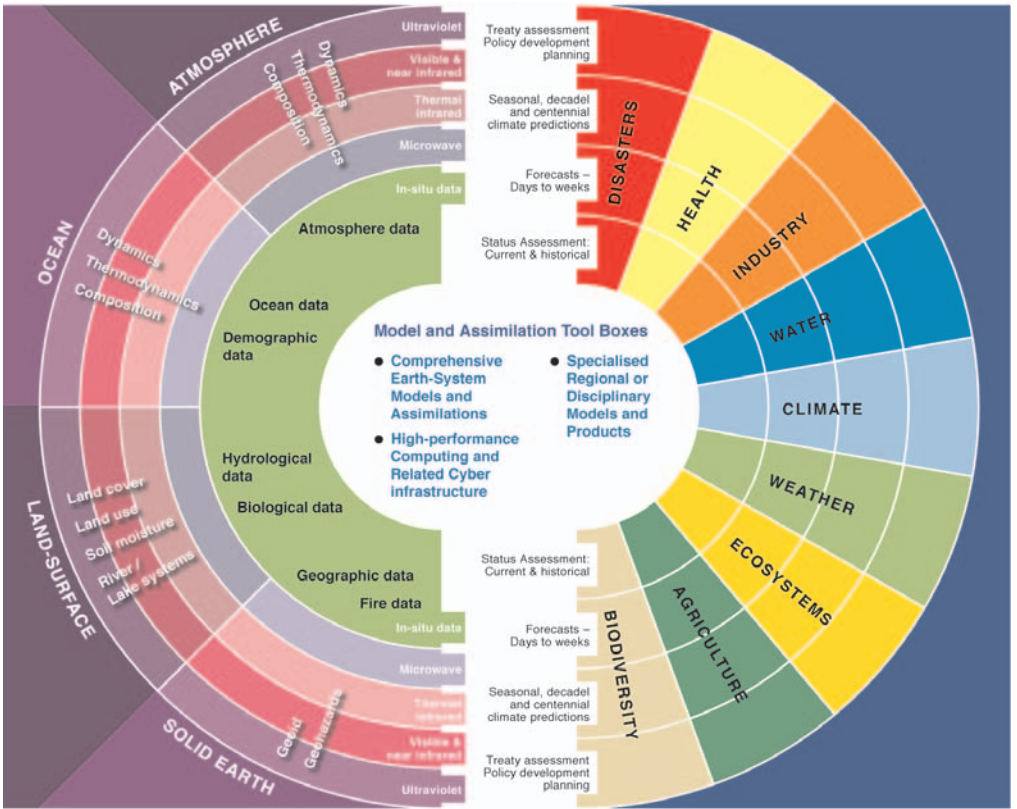 ATMOSPHERE
Dynamics
Thermodynamics
Composition
OCEAN
Dynamics
Thermodynamics
Composition
LAND-SURFACE
Land cover
Land use
Soil moisture
River /
Lake systems
SOLID EARTH
Geoid
Geohazards
Ultraviolet
Visible &
near infrared
Thermal
infrared
Microwave
In-situ data
Atmosphere data
Ocean data
Demographic
data
Hydrological
data
Biological data
Geographic data
Fire data
In-situ data
Microwave
Thermal
infrared
Visible &
near infrared
Ultraviolet
Model and Assimilation Tool Boxes
● Comprehensive
Earth-System
Models and
Assimilations
● High-performance
Computing and
Related Cyber
infrastructure
● Specialised
Regional or
Disciplinary
Models and
Products
Treaty assessment
Policy development
planning
Seasonal, decadel
and centennial
climate predictions
Forecasts –
Days to weeks
Status Assessment:
Current & historical
Status Assessment:
Current & historical
Forecasts –
Days to weeks
Seasonal, decadel
and centennial
climate predictions
Treaty assessment
Policy development
planning
DISASTERS
HEALTH
INDUSTRY
WATER
CLIMATE
WEATHER
ECOSYSTEMS
AGRICULTURE
BIODIVERSITY